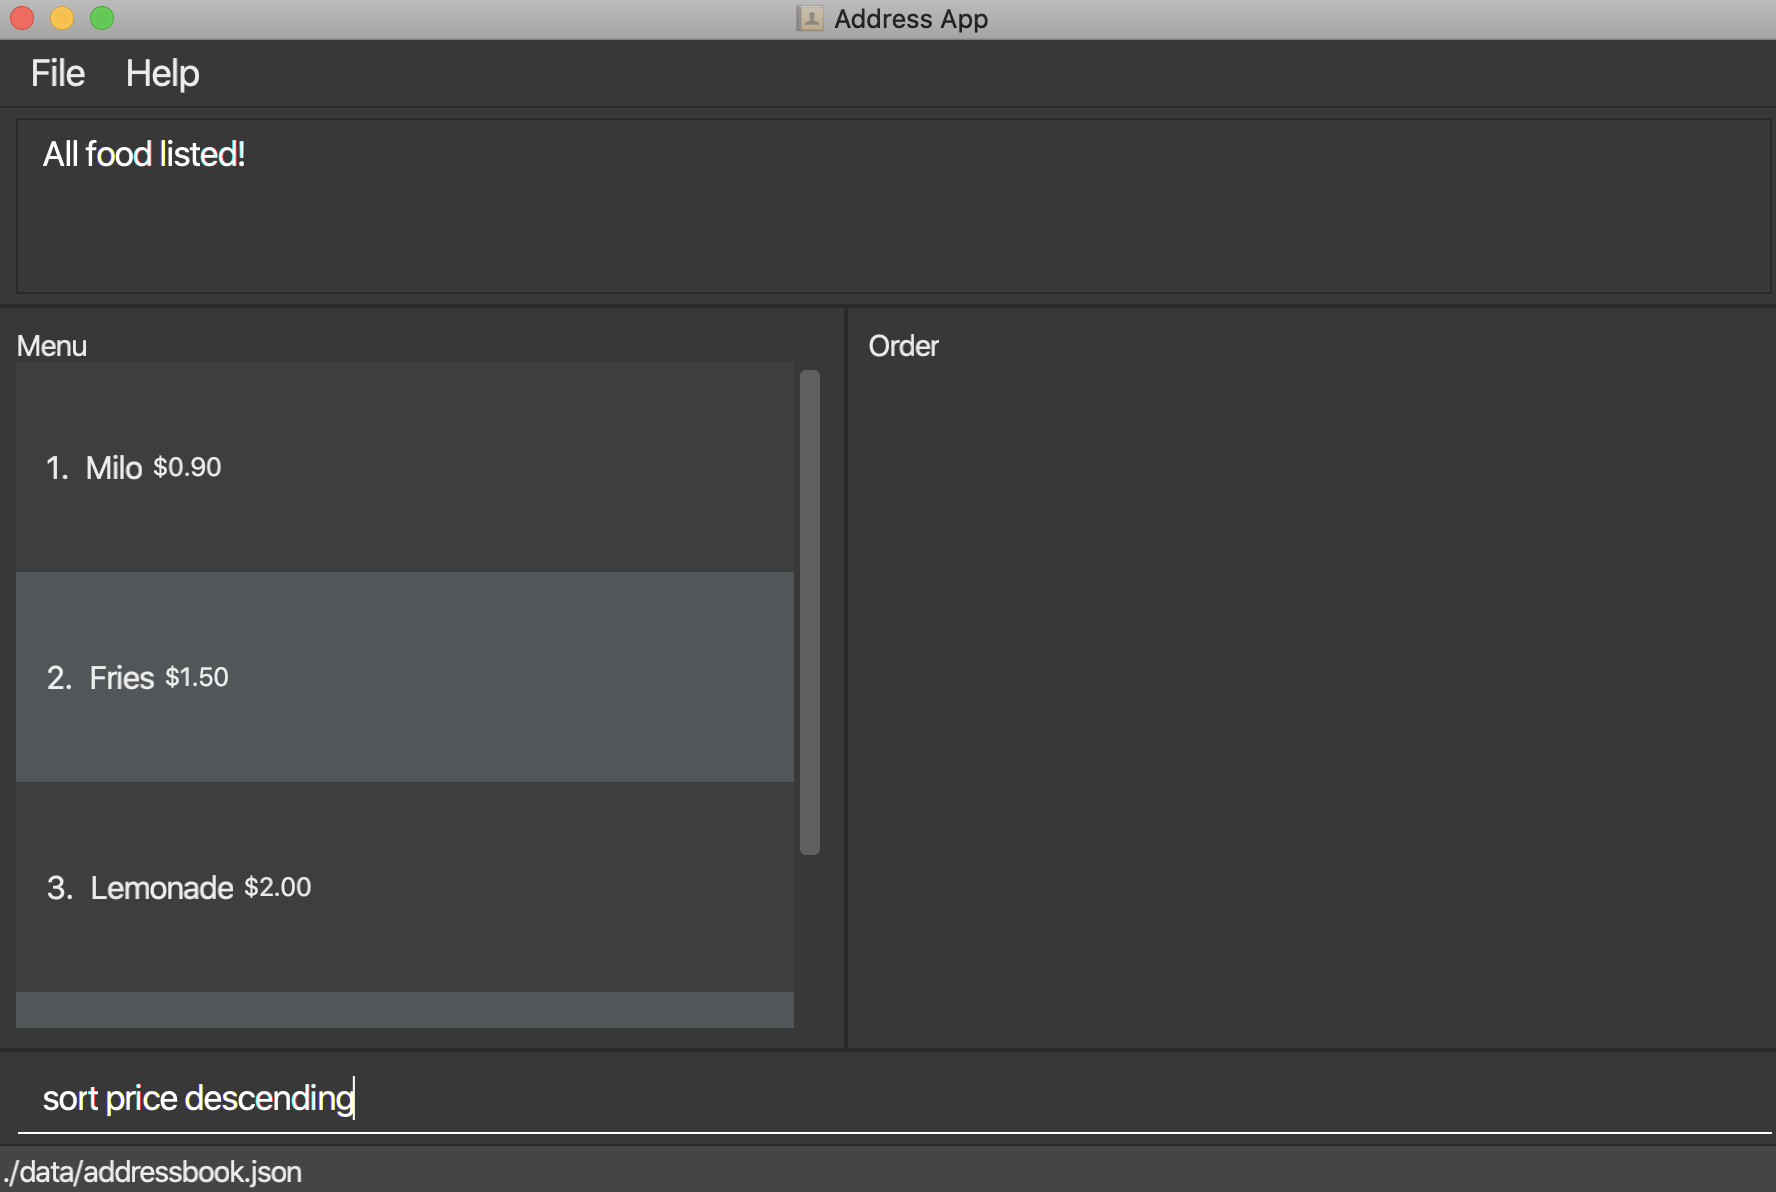 Address App
File Help
All food listed!
Menu
Order
1. Milo $0.90
2. Fries $1.50
3. Lemonade $2.00
sort price descending
./data/addressbook.json